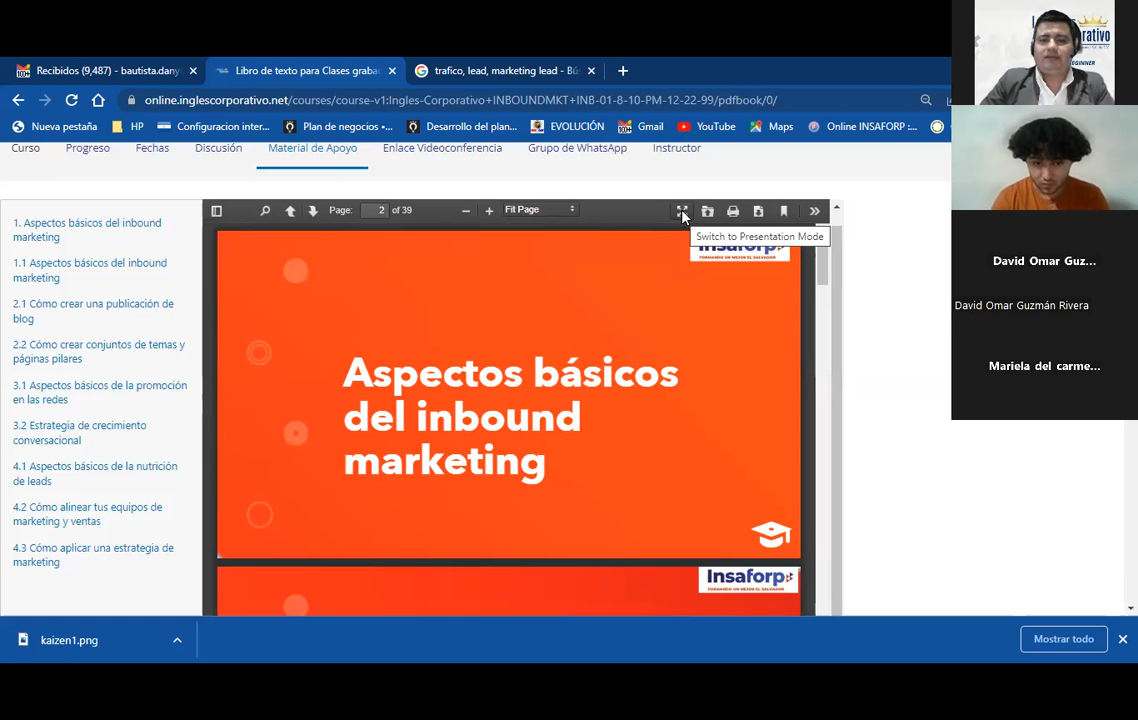 Recibidos (9,487) - bautista.dany
Libro de texto para Clases graba
trafico, lead, marketing lead - Bú
online.inglescorporativo.net/courses/course-v1:Ingles-Corporativo+INBOUNDMKT+INB-01-8-10-PM-12-22-99/pdfbook/0/
Nueva pestaña
HP
Configuracion inter...
Plan de negocios •...
Desarrollo del plan...
EVOLUCIÓN
Gmail
YouTube
Maps
Online INSAFORP :...
Curso
Progreso
Fechas
Discusión
Material de Apoyo
Enlace Videoconferencia
Grupo de WhatsApp
Instructor
1. Aspectos básicos del inbound
marketing
1.1 Aspectos básicos del inbound
marketing
2.1 Cómo crear una publicación de
blog
2.2 Cómo crear conjuntos de temas y
páginas pilares
3.1 Aspectos básicos de la promoción
en las redes
3.2 Estrategia de crecimiento
conversacional
4.1 Aspectos básicos de la nutrición
de leads
4.2 Cómo alinear tus equipos de
marketing y ventas
4.3 Cómo aplicar una estrategia de
marketing
Page: 2 of 39
Fit Page
Switch to Presentation Mode
Insaforp
FORMANDO UN MEJOR EL SALVADOR
Aspectos básicos
del inbound
marketing
Insaforp
FORMANDO UN MEJOR EL SALVADOR
orativo
GINNER
David Omar Guz...
David Omar Guzmán Rivera
Mariela del carme...
kaizen1.png
Mostrar todo